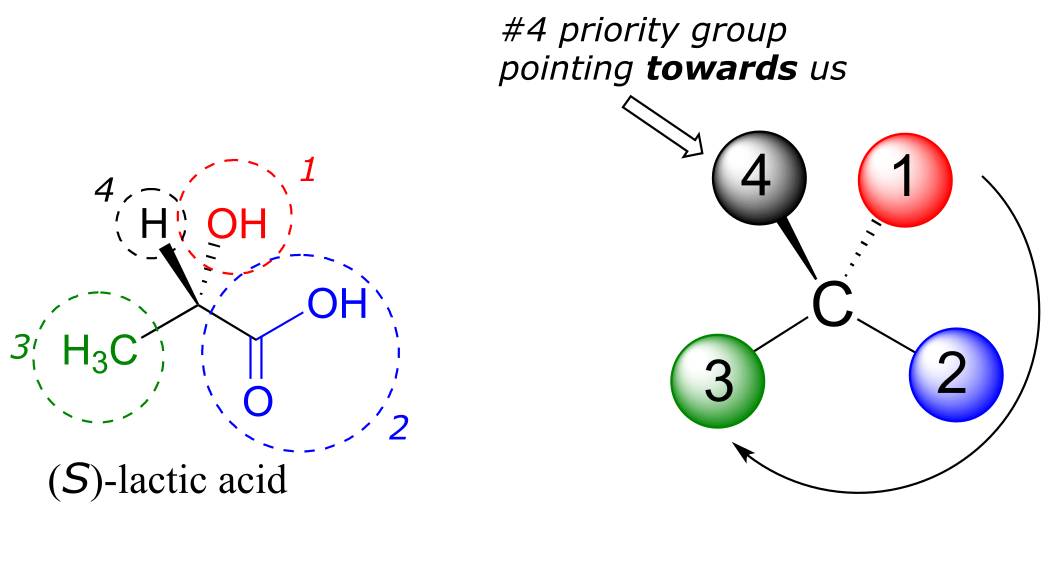 #4 priority group
pointing towards us
4
1
H
OH
4
1
OH
C
3
H₃C
O
2
3
2
(S)-lactic acid